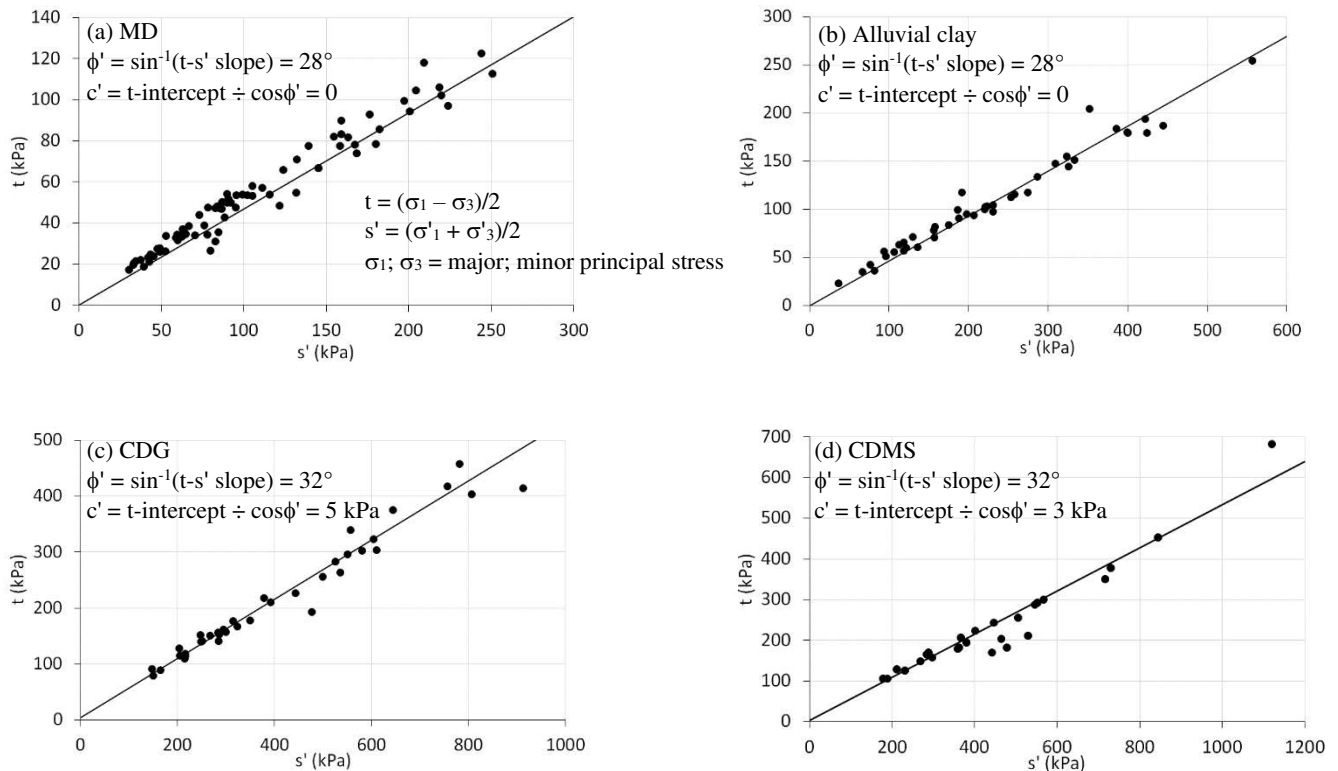 (a) MD
ϕ' = sin⁻¹(t-s' slope) = 28°
c' = t-intercept ÷ cosϕ' = 0
t = (σ₁ – σ₃)/2
s' = (σ'₁ + σ'₃)/2
σ₁; σ₃ = major; minor principal stress
t (kPa)
140
120
100
80
60
40
20
0
0 50 100 150 200 250 300
s' (kPa)
(b) Alluvial clay
ϕ' = sin⁻¹(t-s' slope) = 28°
c' = t-intercept ÷ cosϕ' = 0
t (kPa)
300
250
200
150
100
50
0
0 100 200 300 400 500 600
s' (kPa)
(c) CDG
ϕ' = sin⁻¹(t-s' slope) = 32°
c' = t-intercept ÷ cosϕ' = 5 kPa
t (kPa)
500
400
300
200
100
0
0 200 400 600 800 1000
s' (kPa)
(d) CDMS
ϕ' = sin⁻¹(t-s' slope) = 32°
c' = t-intercept ÷ cosϕ' = 3 kPa
t (kPa)
700
600
500
400
300
200
100
0
0 200 400 600 800 1000 1200
s' (kPa)